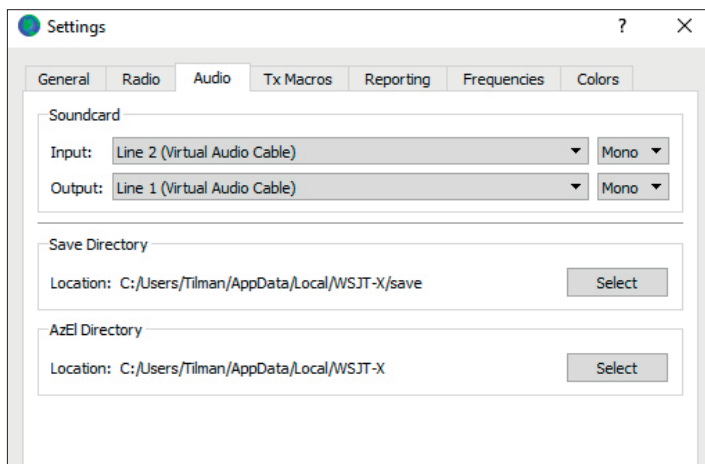 Settings ? ×
General Radio Audio Tx Macros Reporting Frequencies Colors
Soundcard
Input: Line 2 (Virtual Audio Cable) Mono
Output: Line 1 (Virtual Audio Cable) Mono
Save Directory
Location: C:/Users/Tilman/AppData/Local/WSJT-X/save Select
AzEl Directory
Location: C:/Users/Tilman/AppData/Local/WSJT-X Select